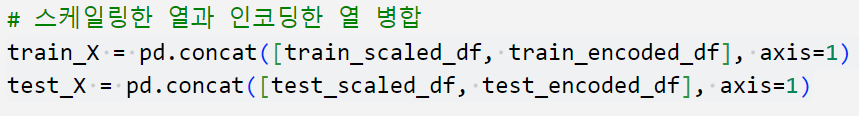 # 스케일링한 열과 인코딩한 열 병합
train_X = pd.concat([train_scaled_df, train_encoded_df], axis=1)
test_X = pd.concat([test_scaled_df, test_encoded_df], axis=1)